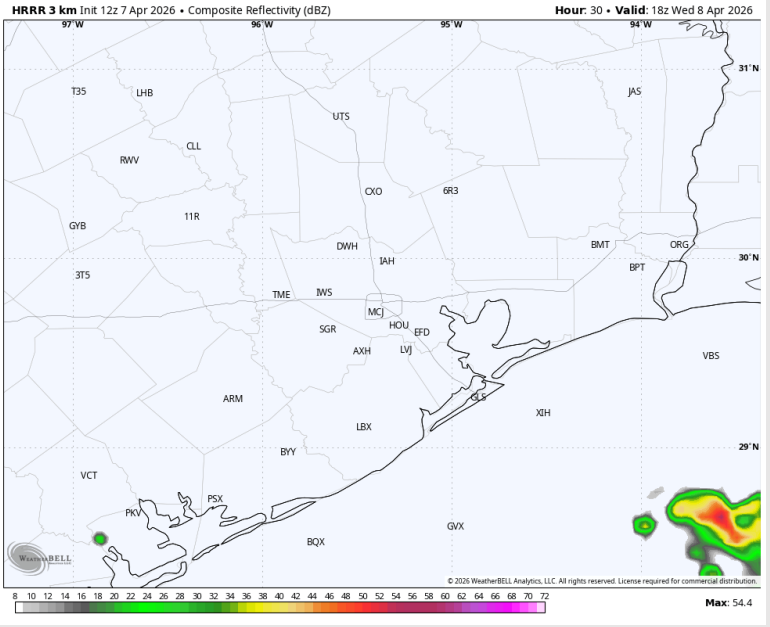 HRRR 3 km Init 12z 7 Apr 2026 • Composite Reflectivity (dBZ)
Hour: 30 • Valid: 18z Wed 8 Apr 2026
97°W 96°W 95°W 94°W
31°N
T35 LHB JAS
UTS
CLL
RWV
CXO 6R3
11R
GYB
DWH BMT ORG
IAH 30°N
3T5 BPT
TME IWS
MCJ
SGR HOU EFD
AXH LVJ VBS
ARM GLS
XIH
LBX
BYY 29°N
VCT
PSX
PKV
GVX
BQX
WEATHERBELL
© 2026 WeatherBELL Analytics, LLC. All rights reserved. License required for commercial distribution.
8 10 12 14 16 18 20 22 24 26 28 30 32 34 36 38 40 42 44 46 48 50 52 54 56 58 60 62 64 66 68 70 72
Max: 54.4